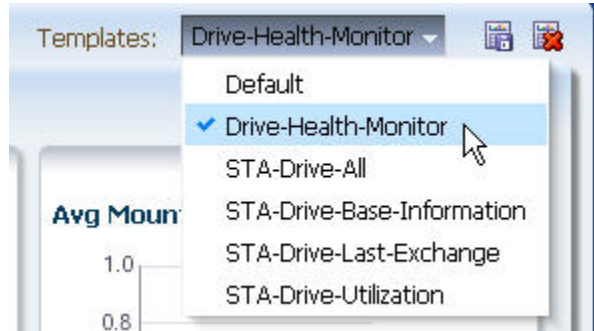 Templates: Drive-Health-Monitor
Default
Drive-Health-Monitor
STA-Drive-All
STA-Drive-Base-Information
STA-Drive-Last-Exchange
STA-Drive-Utilization
Avg Moun
1.0
0.8